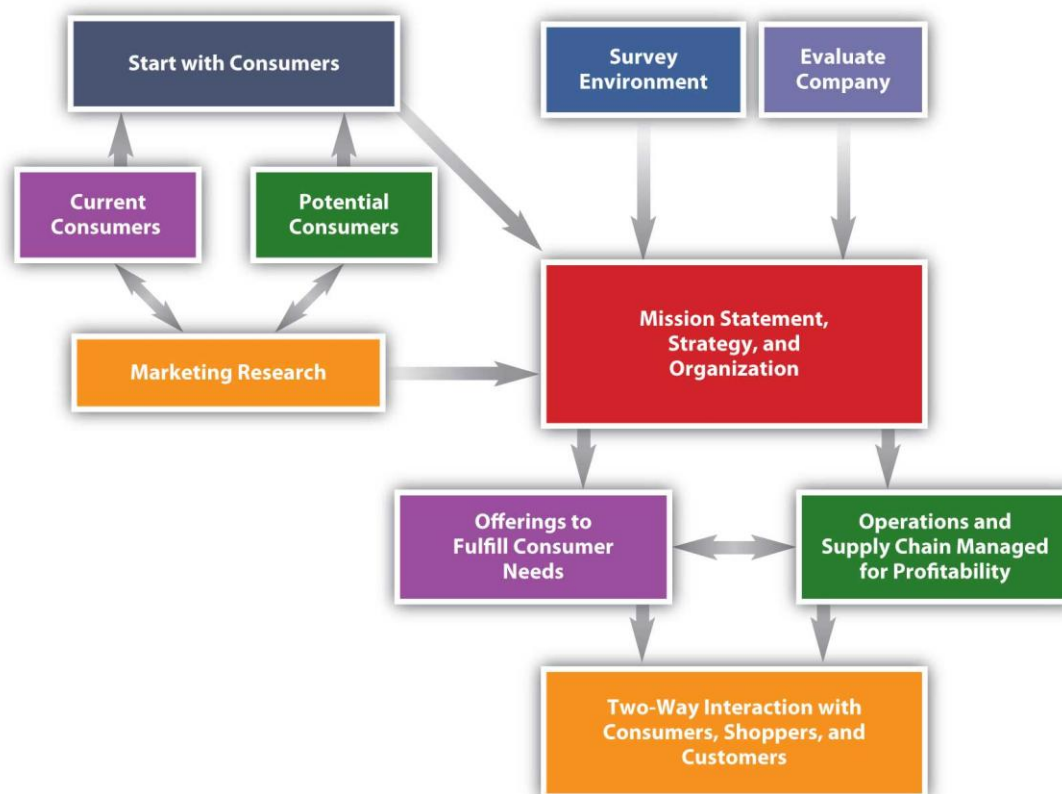 Start with Consumers
Survey
Environment
Evaluate
Company
Current
Consumers
Potential
Consumers
Marketing Research
Mission Statement,
Strategy, and
Organization
Offerings to
Fulfill Consumer
Needs
Operations and
Supply Chain Managed
for Profitability
Two-Way Interaction with
Consumers, Shoppers, and
Customers